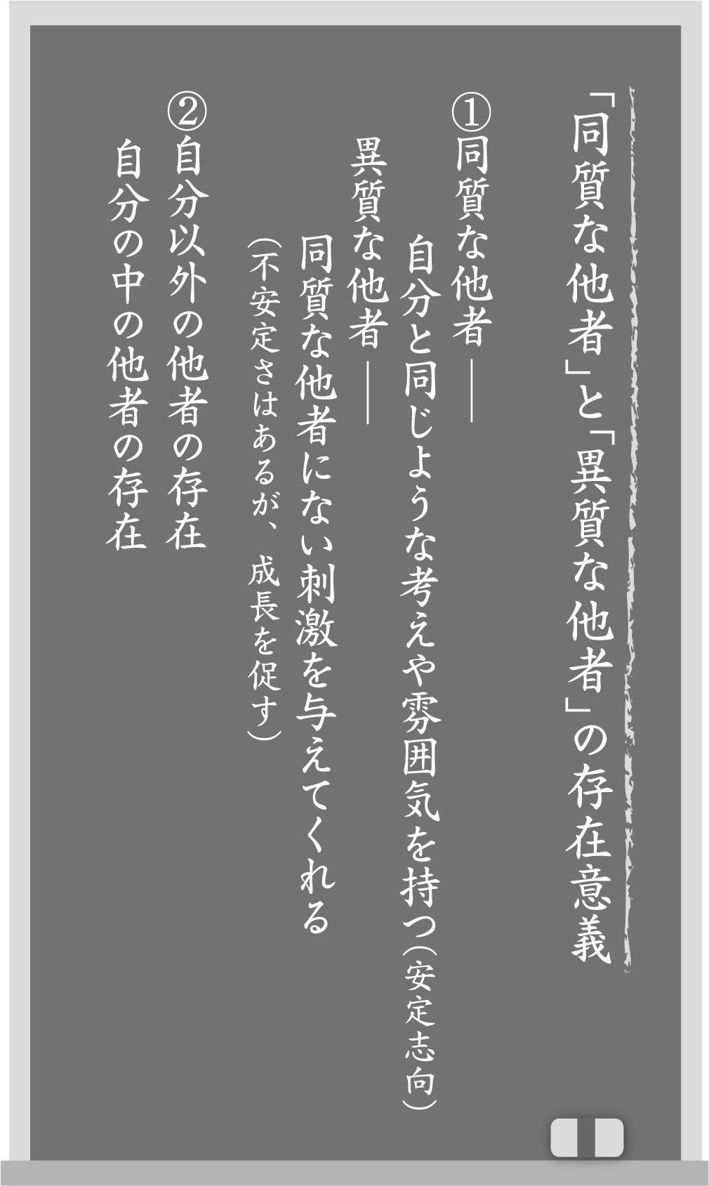 「同質な他者」と「異質な他者」の存在意義
①同質な他者――
自分と同じような考えや雰囲気を持つ(安定志向)
異質な他者――
同質な他者にない刺激を与えてくれる
(不安定さはあるが、成長を促す)
②自分以外の他者の存在
自分の中の他者の存在